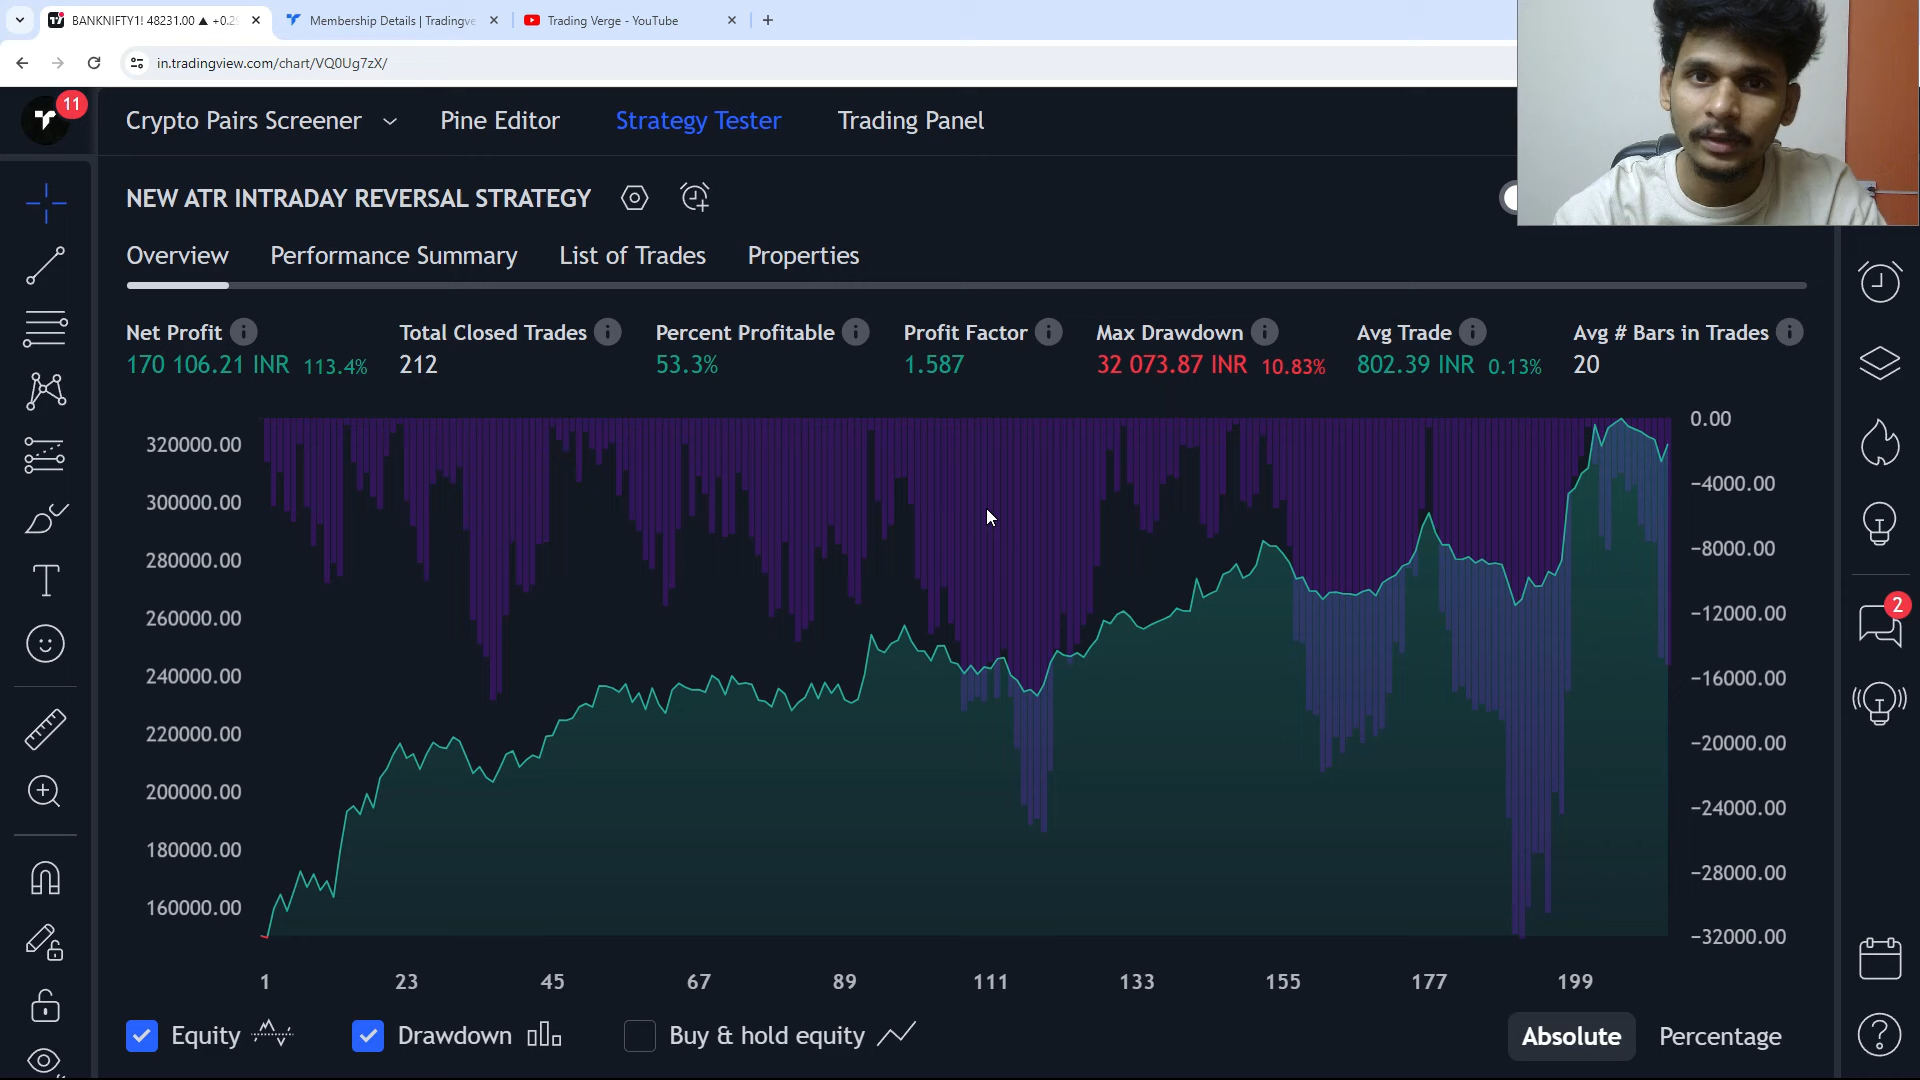 BANKNIFTY1! 48231.00 ▲ +0.2
Membership Details | Tradingve
Trading Verge - YouTube
in.tradingview.com/chart/VQ0Ug7zX/
11
Crypto Pairs Screener
Pine Editor
Strategy Tester
Trading Panel
NEW ATR INTRADAY REVERSAL STRATEGY
Overview
Performance Summary
List of Trades
Properties
Net Profit
Total Closed Trades
Percent Profitable
Profit Factor
Max Drawdown
Avg Trade
Avg # Bars in Trades
170 106.21 INR 113.4%
212
53.3%
1.587
32 073.87 INR 10.83%
802.39 INR 0.13%
20
320000.00
300000.00
280000.00
260000.00
240000.00
220000.00
200000.00
180000.00
160000.00
0.00
−4000.00
−8000.00
−12000.00
−16000.00
−20000.00
−24000.00
−28000.00
−32000.00
2
1
23
45
67
89
111
133
155
177
199
Equity
Drawdown
Buy & hold equity
Absolute
Percentage